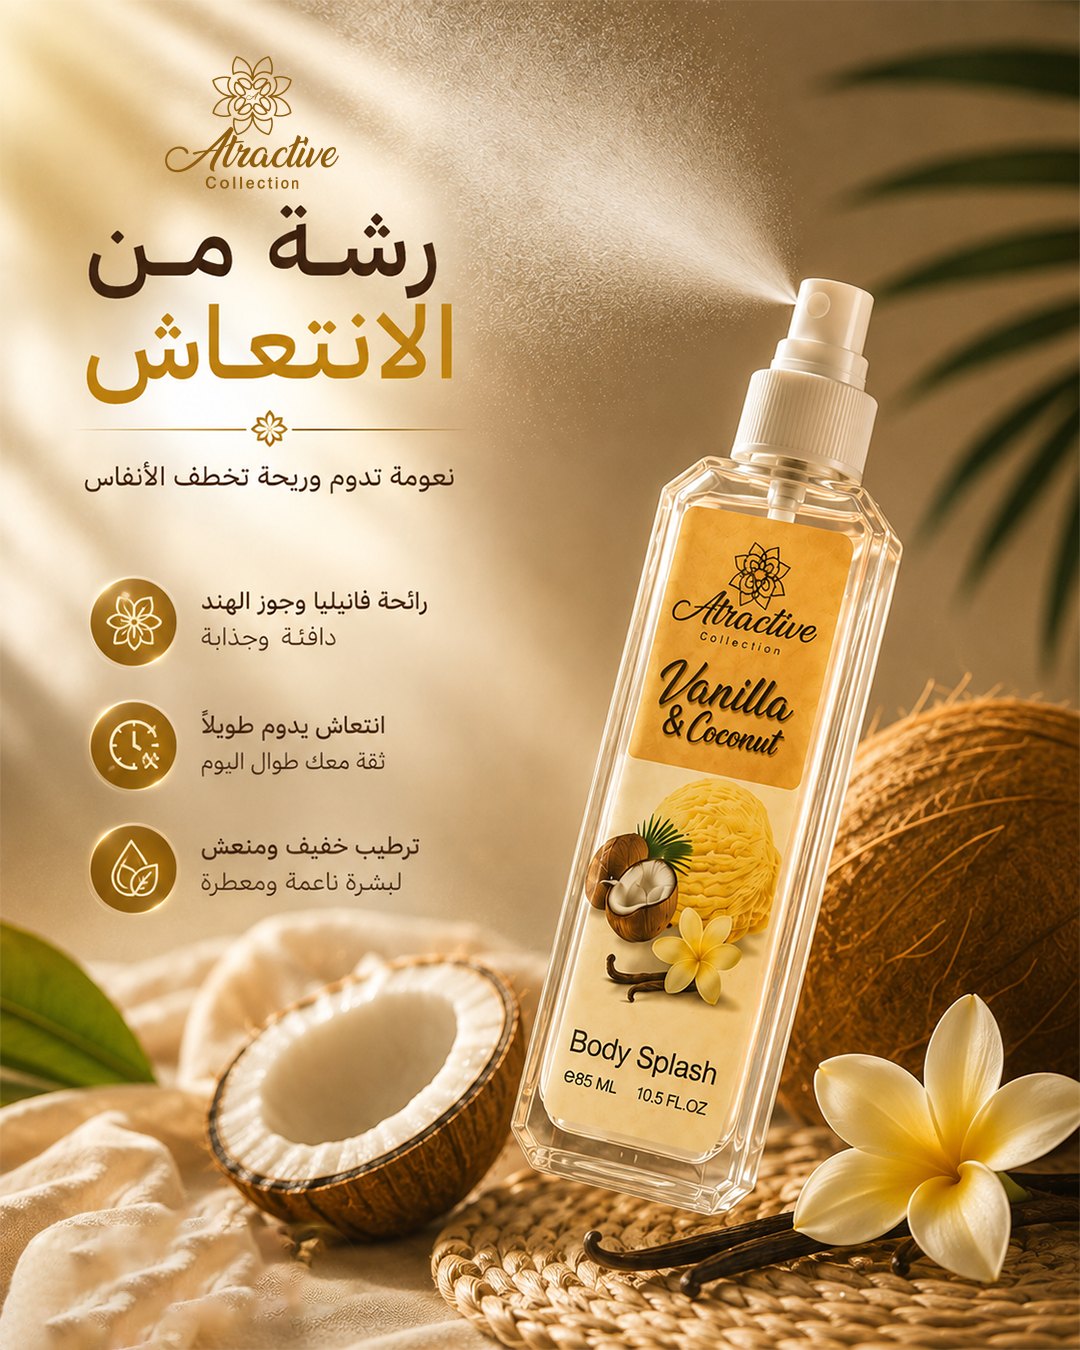 Atractive
Collection
رشة من
الانتعاش
نعومة تدوم وريحة تخطف الأنفاس
رائحة فانيليا وجوز الهند
دافئة وجذابة
انتعاش يدوم طويلاً
ثقة معك طوال اليوم
ترطيب خفيف ومنعش
لبشرة ناعمة ومعطرة
Atractive
Collection
Vanilla
& Coconut
Body Splash
e85 ML 10.5 FL.OZ